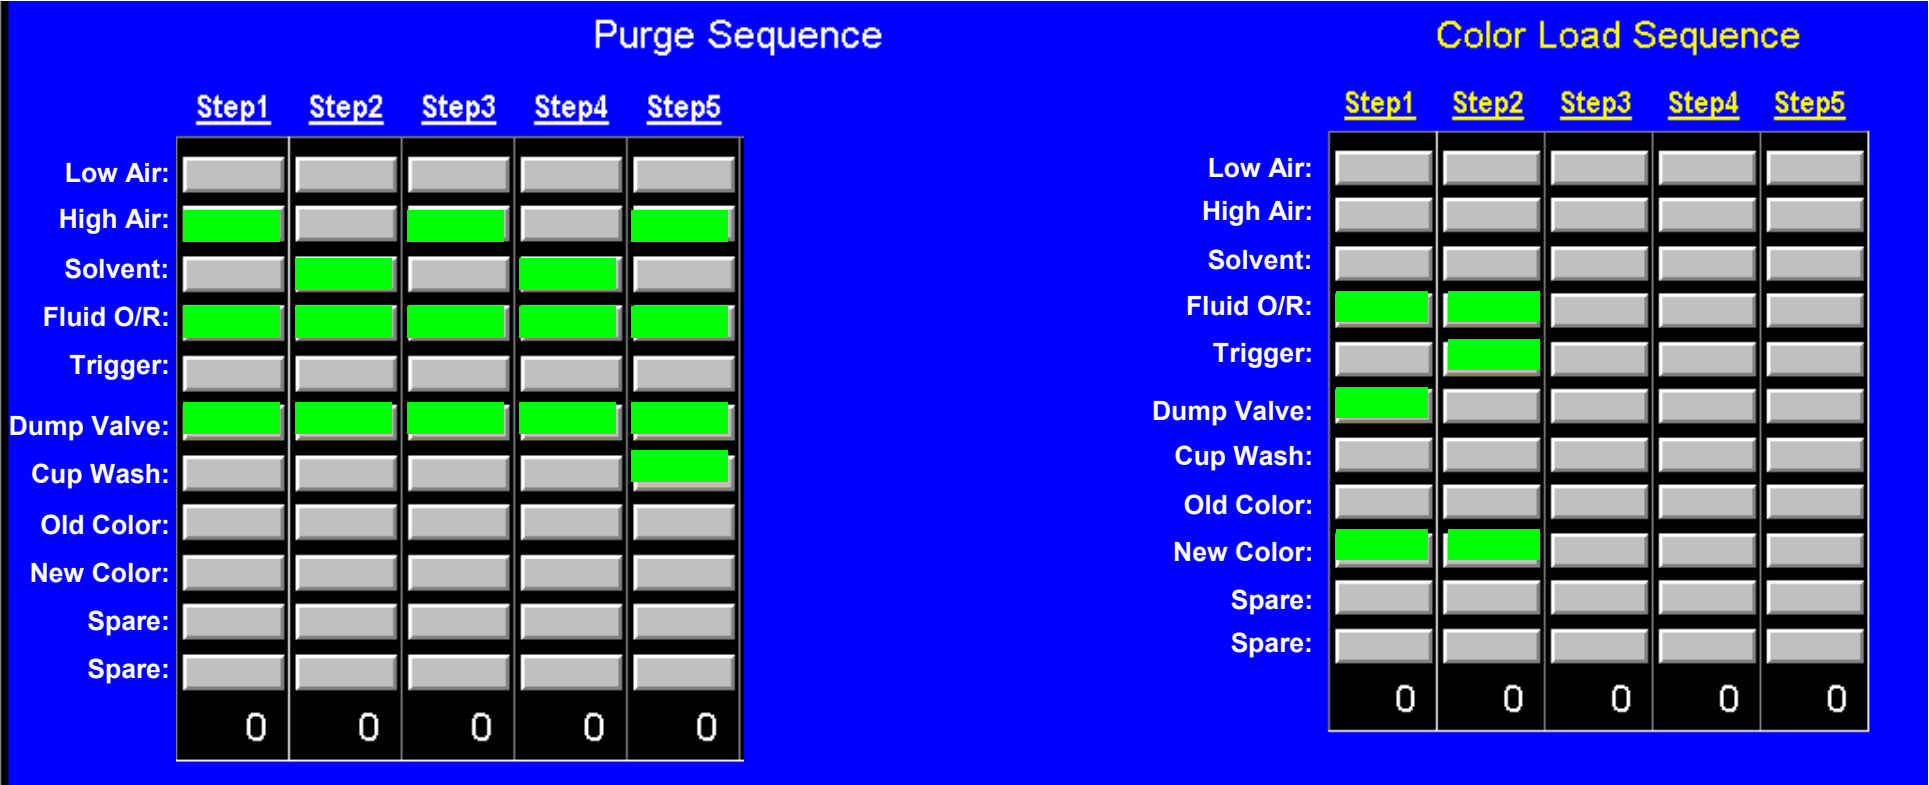 Purge Sequence
Step1 Step2 Step3 Step4 Step5
Low Air:
High Air:
Solvent:
Fluid O/R:
Trigger:
Dump Valve:
Cup Wash:
Old Color:
New Color:
Spare:
Spare:
0 0 0 0 0
Color Load Sequence
Step1 Step2 Step3 Step4 Step5
Low Air:
High Air:
Solvent:
Fluid O/R:
Trigger:
Dump Valve:
Cup Wash:
Old Color:
New Color:
Spare:
Spare:
0 0 0 0 0